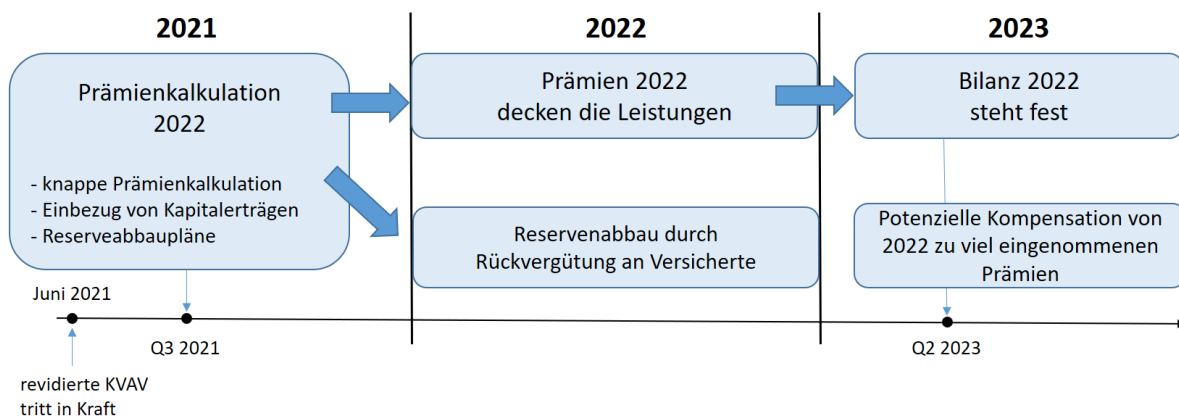 2021
2022
2023
Prämienkalkulation
2022
- knappe Prämienkalkulation
- Einbezug von Kapitalerträgen
- Reserveabbaupläne
Prämien 2022
decken die Leistungen
Bilanz 2022
steht fest
Reservenabbau durch
Rückvergütung an Versicherte
Potenzielle Kompensation von
2022 zu viel eingenommenen
Prämien
Juni 2021
Q3 2021
Q2 2023
revidierte KVAV
tritt in Kraft